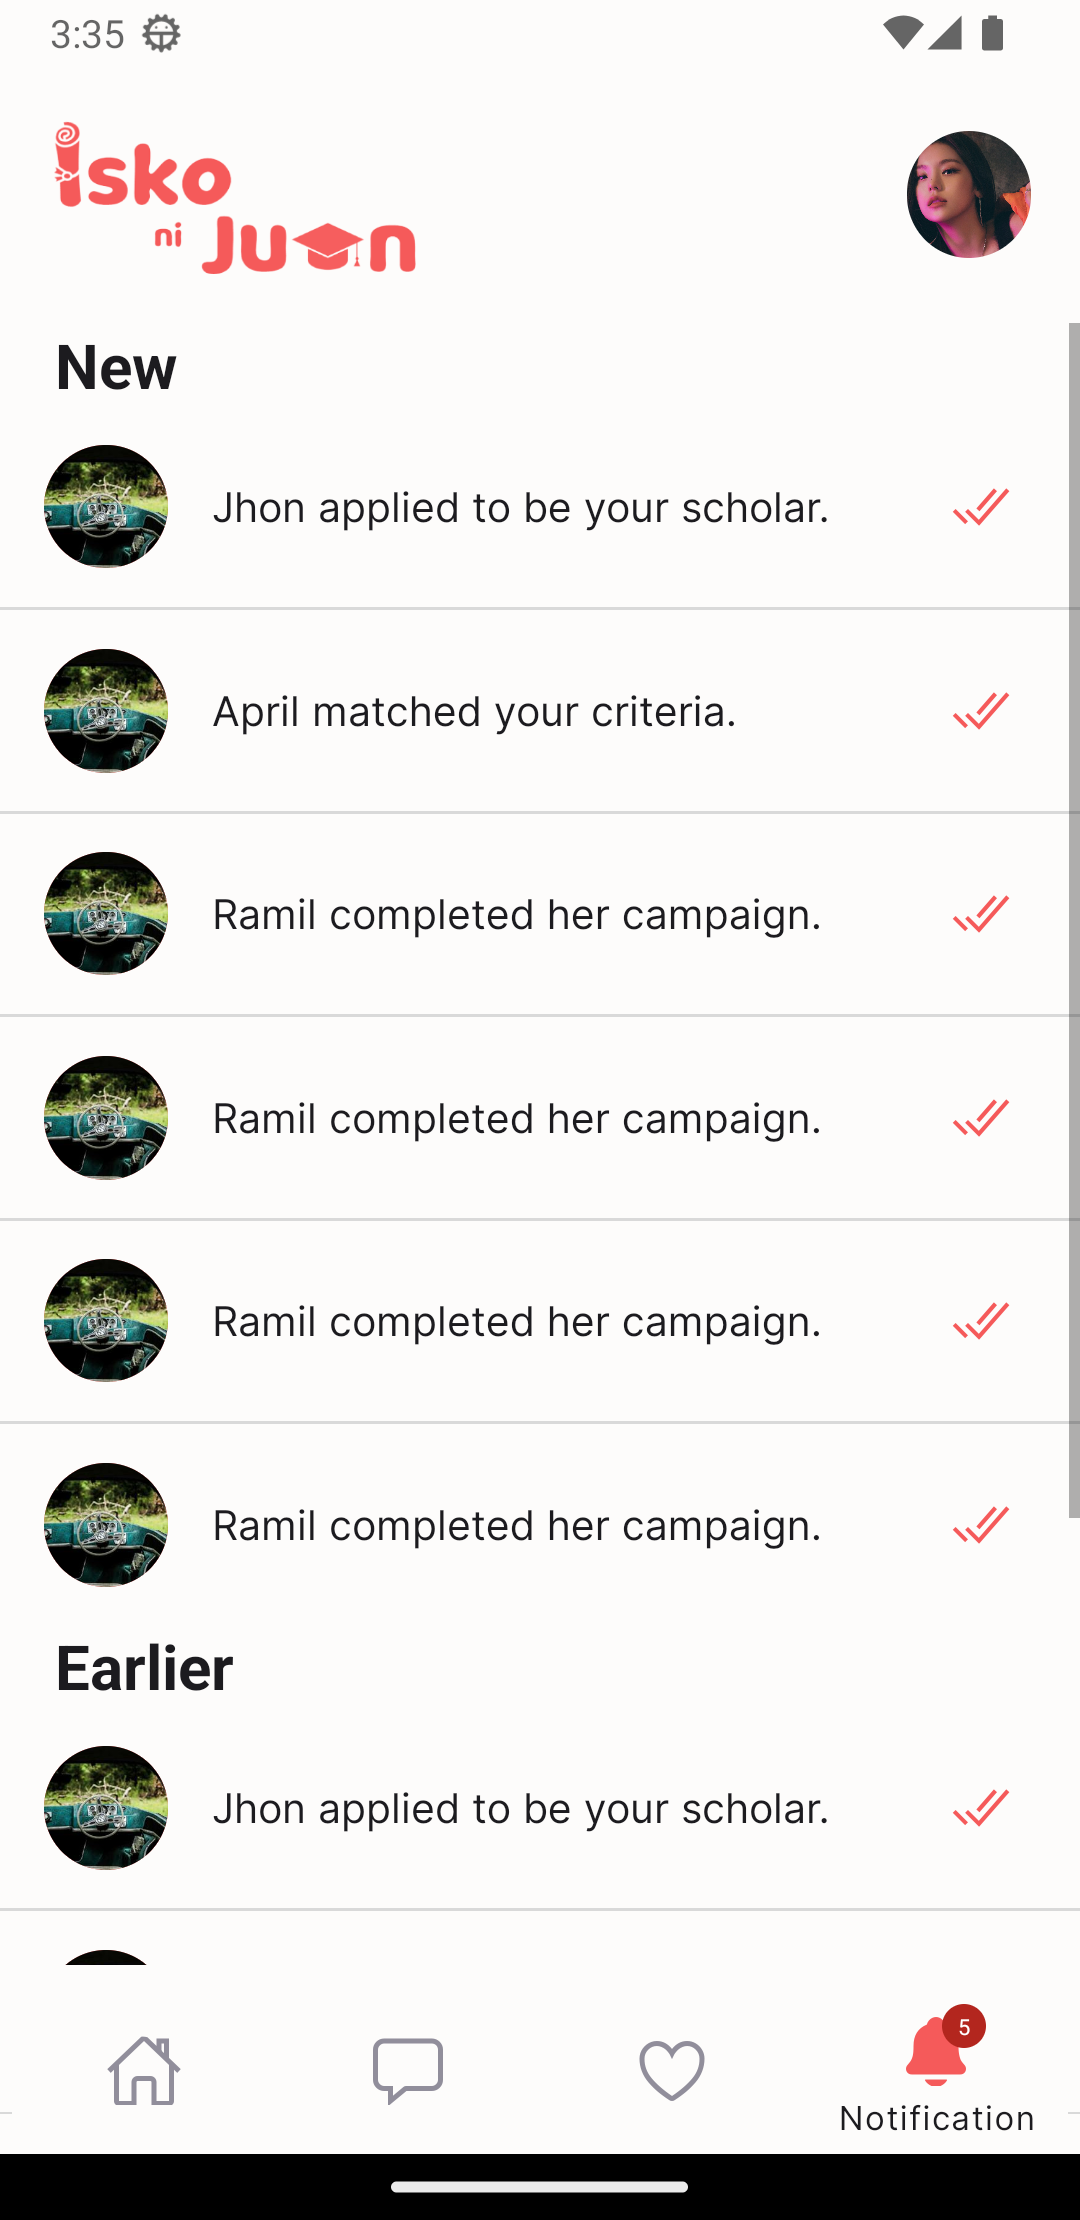 3:35
Isko
ni Juan
New
Jhon applied to be your scholar.
April matched your criteria.
Ramil completed her campaign.
Ramil completed her campaign.
Ramil completed her campaign.
Ramil completed her campaign.
Earlier
Jhon applied to be your scholar.
5
Notification